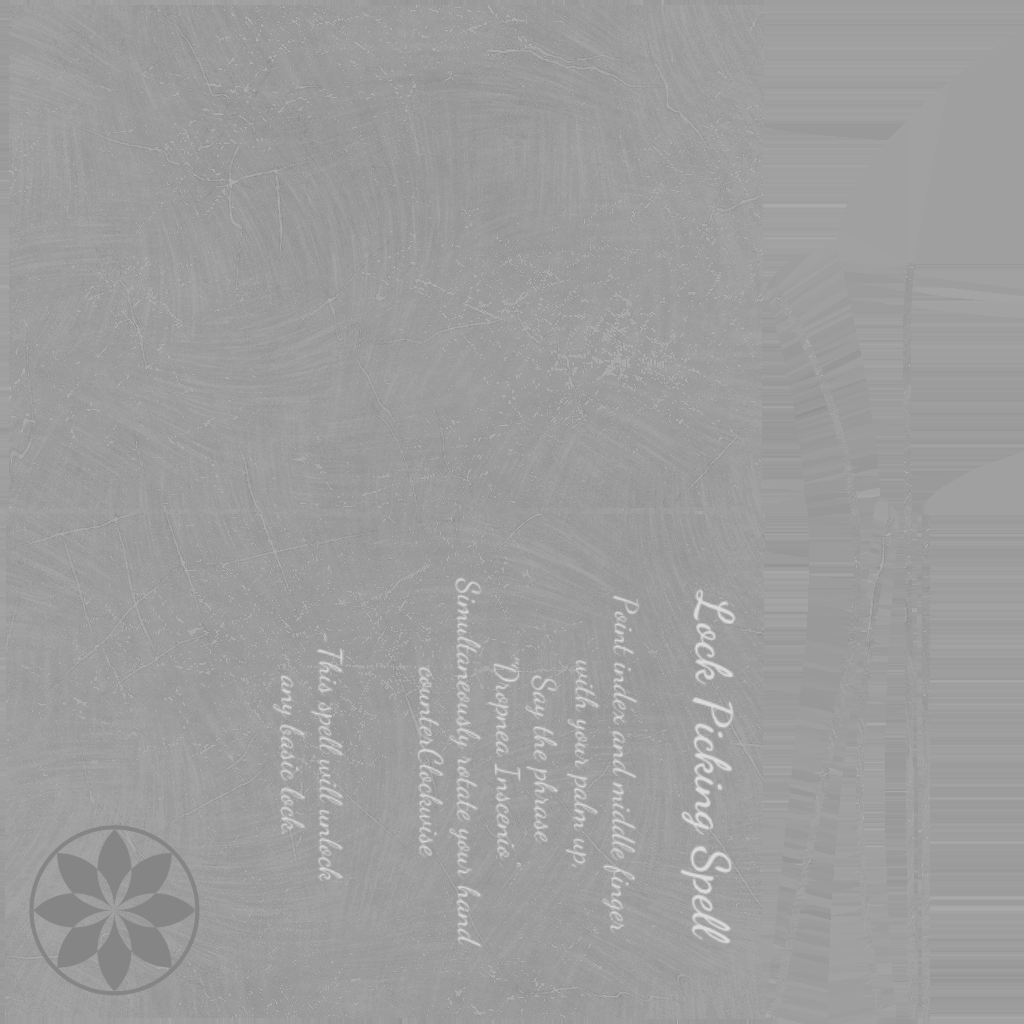 Lock Picking Spell
Point index and middle finger
with your palm up.
Say the phrase
"Dropnea Inscenio"
Simultaneously rotate your hand
counterClockwise
This spell will unlock
any basic lock.